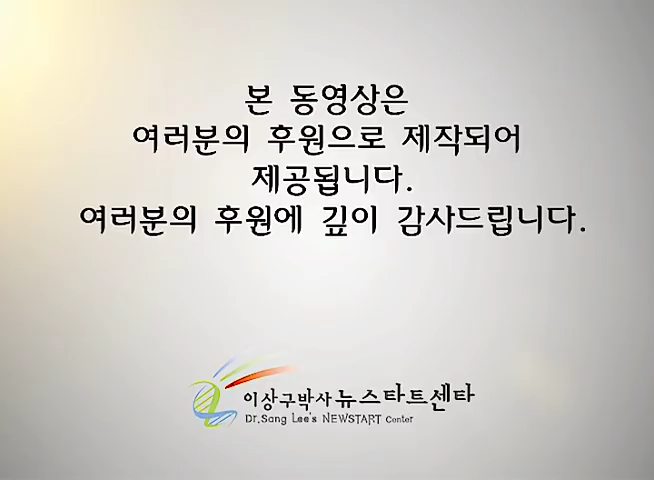 본 동영상은
여러분의 후원으로 제작되어
제공됩니다.
여러분의 후원에 깊이 감사드립니다.
이상구박사 뉴스타트센타
Dr.Sang Lee's NEWSTART Center